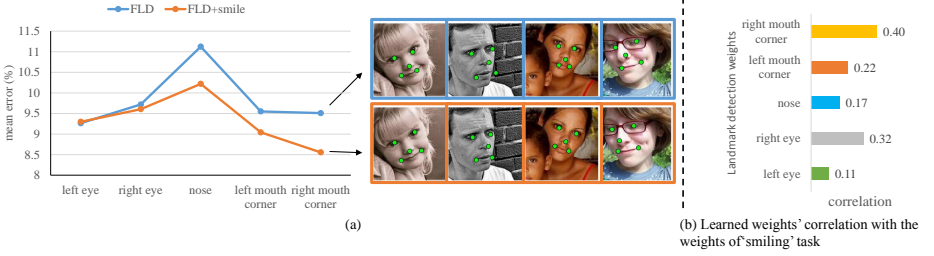 FLD FLD+smile
11.5
11
10.5
10
9.5
9
8.5
8
mean error (%)
left eye right eye nose left mouth corner right mouth corner
(a)
Landmark detection weights
right mouth corner 0.40
left mouth corner 0.22
nose 0.17
right eye 0.32
left eye 0.11
correlation
(b) Learned weights' correlation with the
weights of'smiling' task